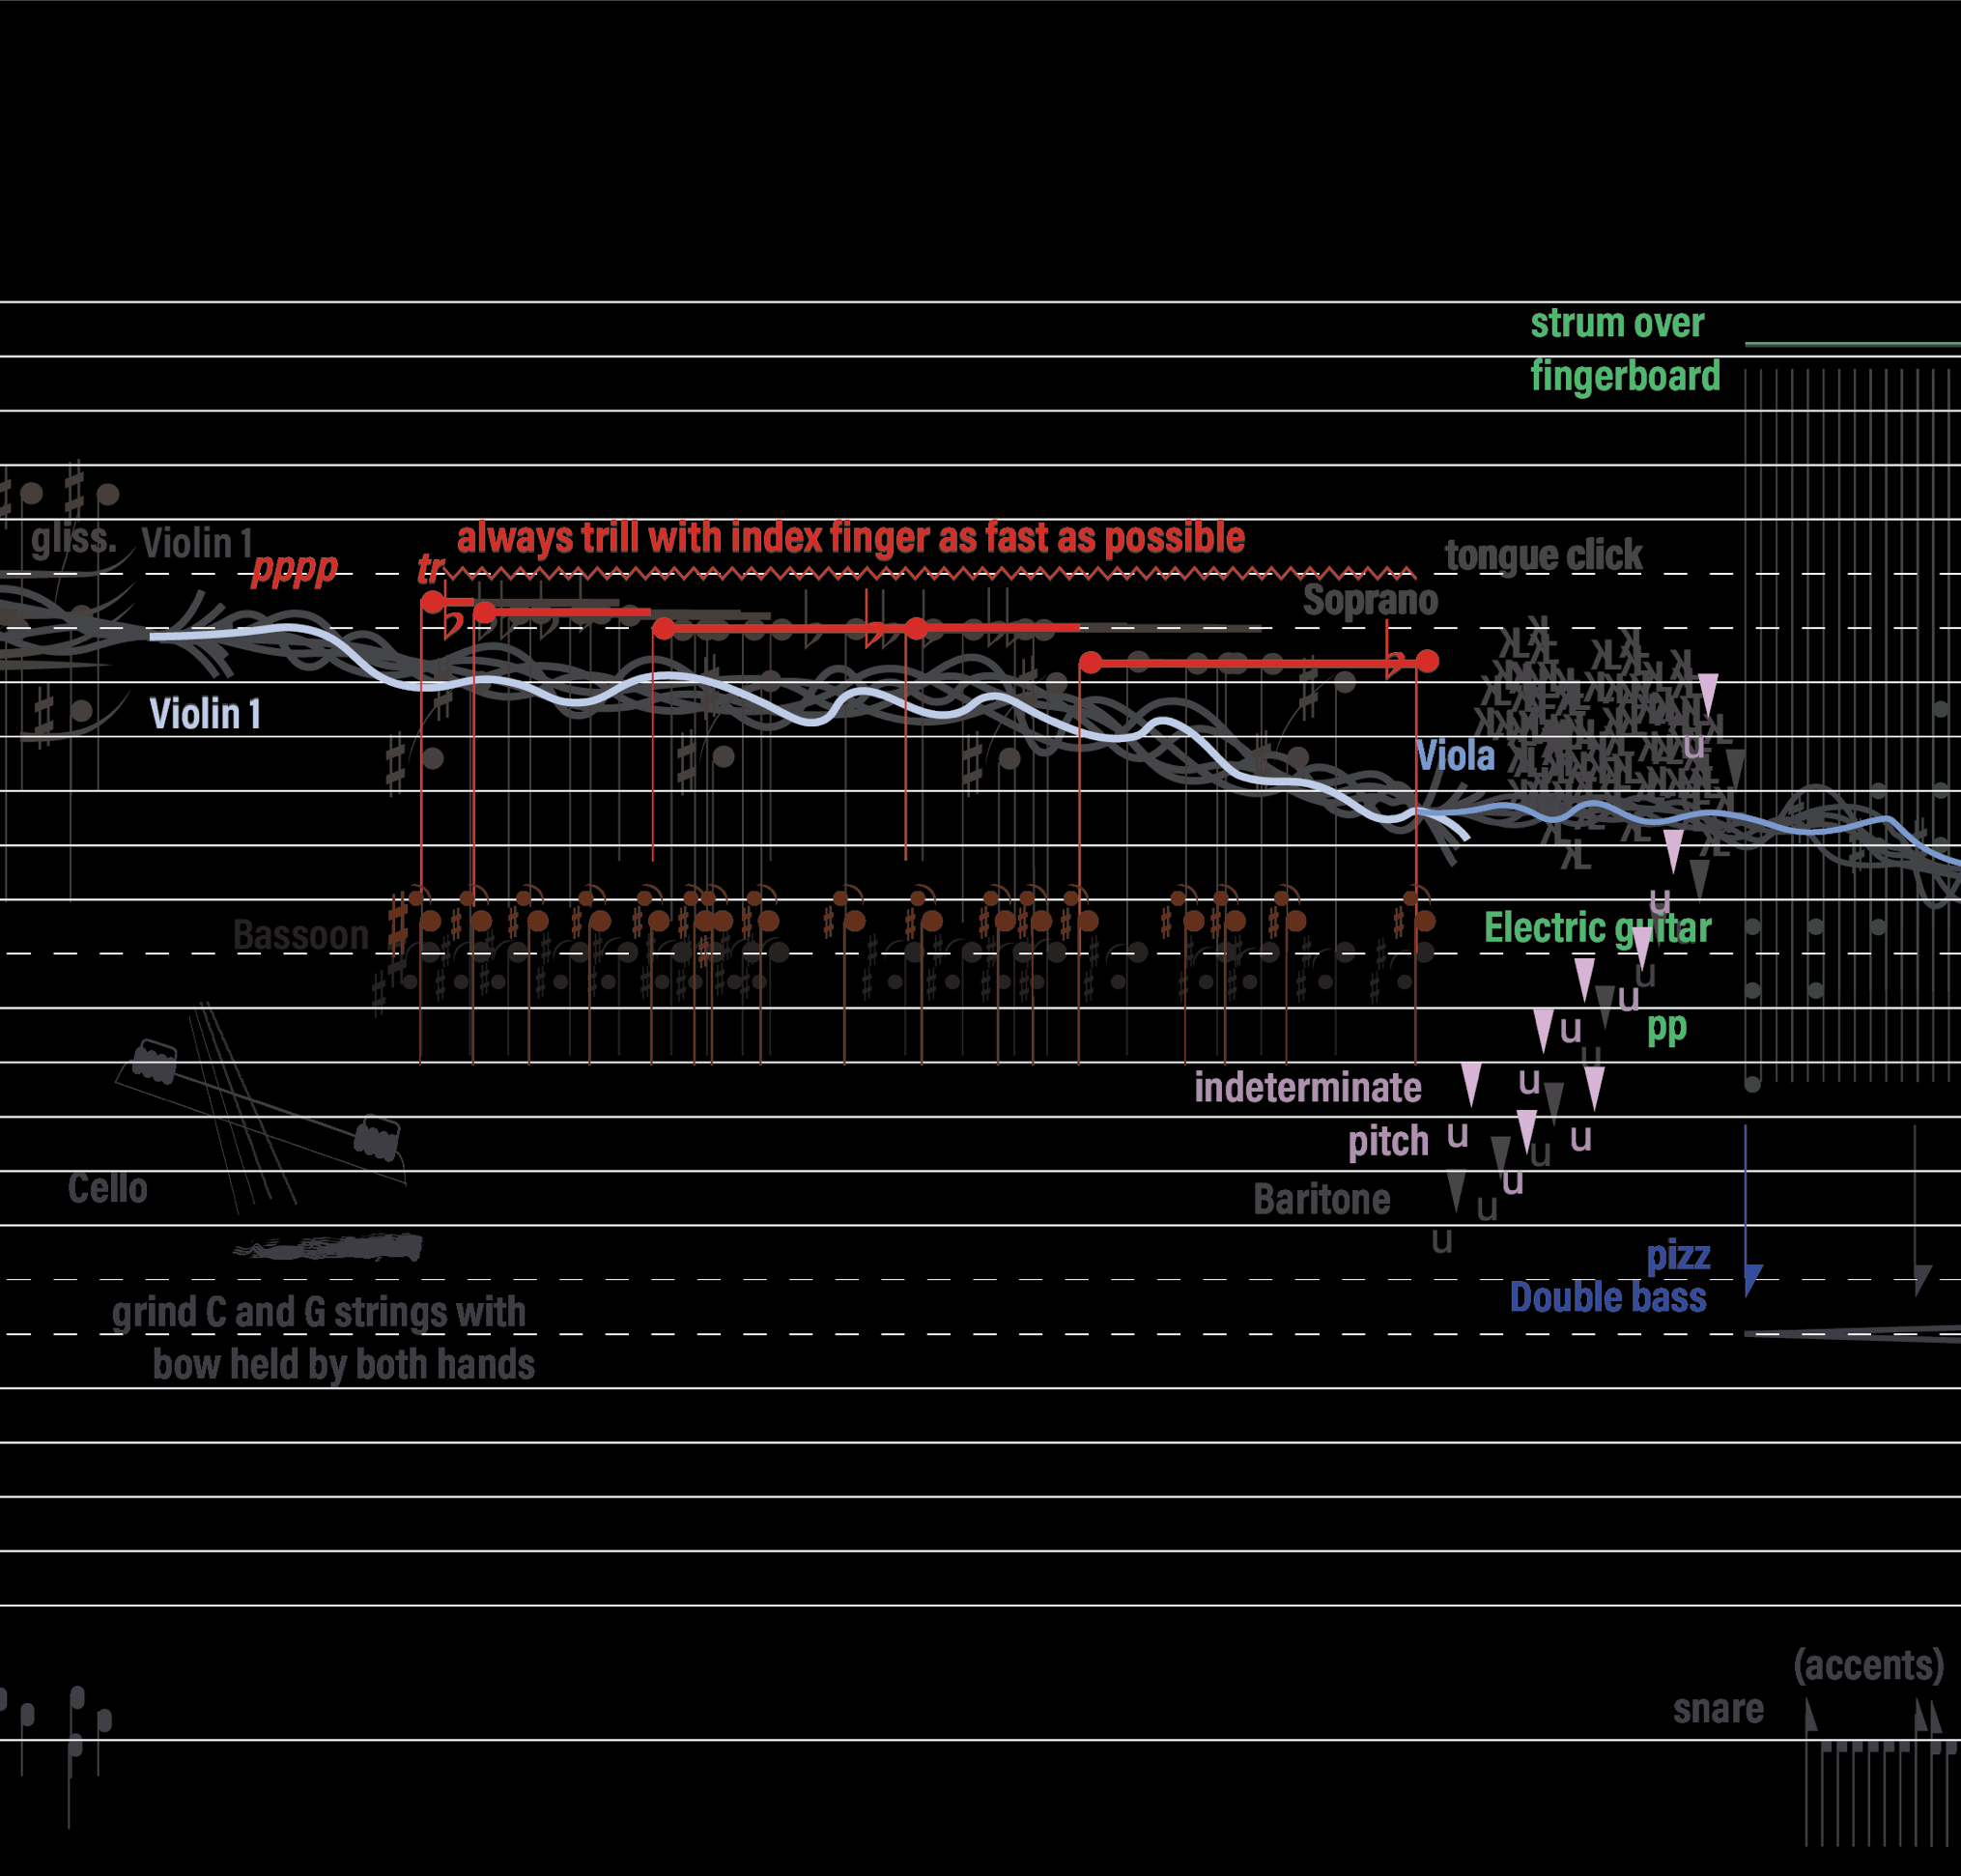 strum over
fingerboard
gliss.
Violin 1
pppp
tr
always trill with index finger as fast as possible
tongue click
Soprano
Violin 1
Viola
u
u
Bassoon
Electric guitar
u
u
u
pp
u
indeterminate
u
pitch
u
u
u
u
Cello
Baritone
u
u
pizz
Double bass
grind C and G strings with
bow held by both hands
(accents)
snare